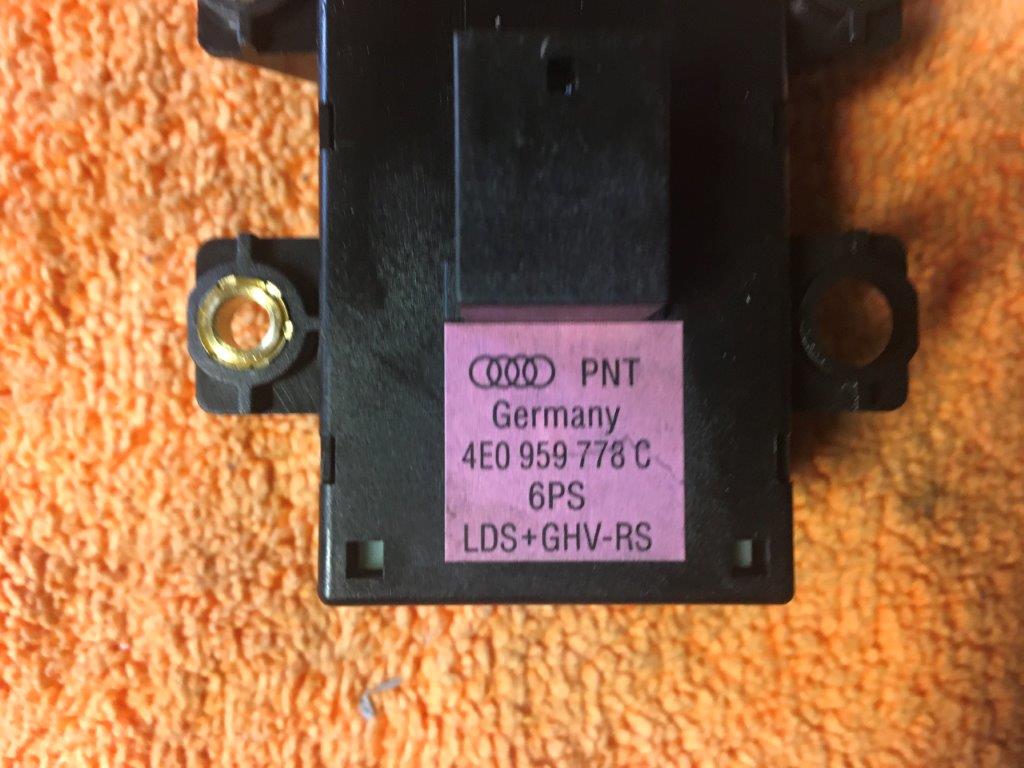 PNT
Germany
4E0 959 778 C
6PS
LDS+GHV-RS